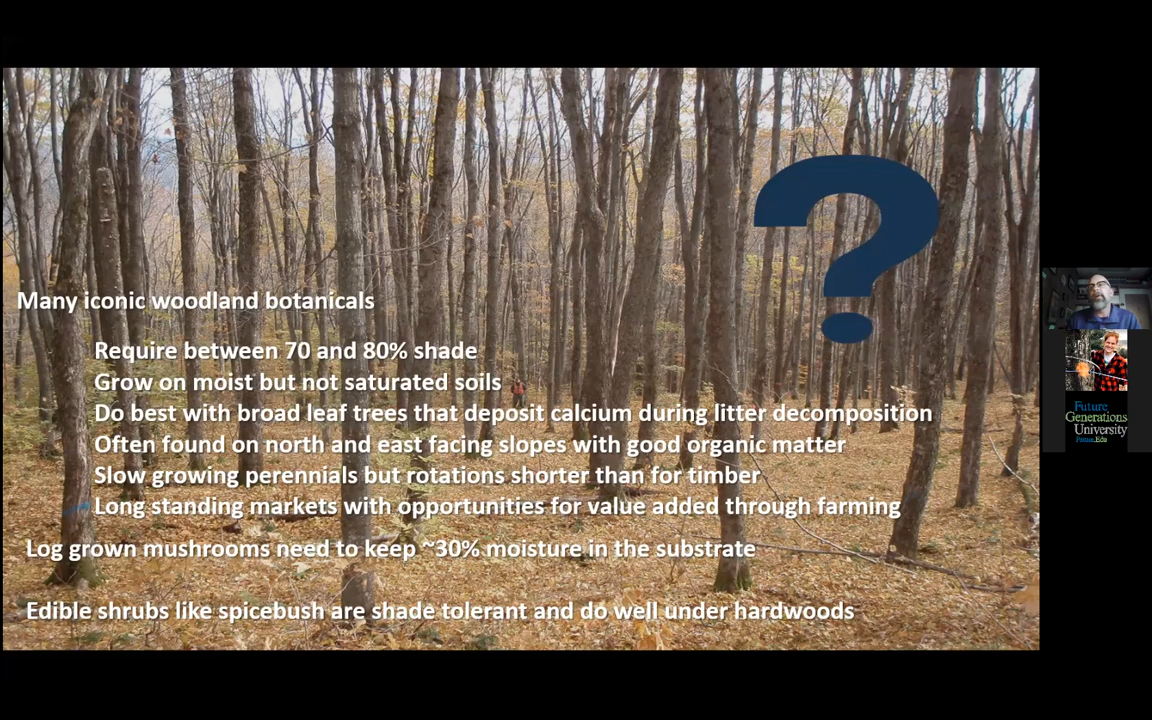 Many iconic woodland botanicals
Require between 70 and 80% shade
Grow on moist but not saturated soils
Do best with broad leaf trees that deposit calcium during litter decomposition
Often found on north and east facing slopes with good organic matter
Slow growing perennials but rotations shorter than for timber
Long standing markets with opportunities for value added through farming
Log grown mushrooms need to keep ~30% moisture in the substrate
Edible shrubs like spicebush are shade tolerant and do well under hardwoods
?
Future
Generations
University